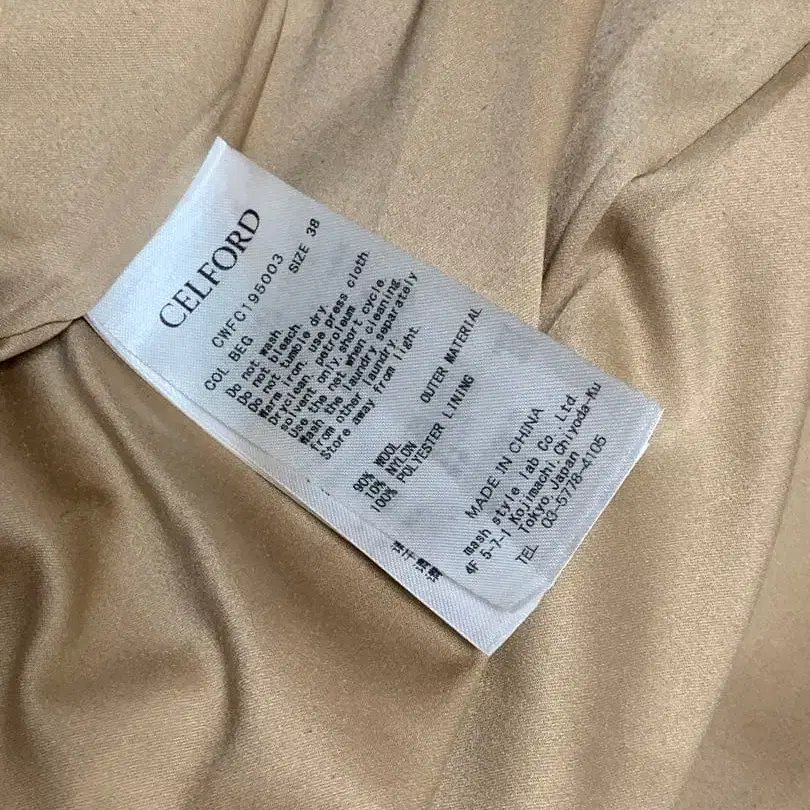 CELFORD
CWFC195003
COL BEG SIZE 38
Do not wash.
Do not bleach.
Do not tumble dry.
Warm iron, use press cloth.
Dryclean, petroleum
solvent only, short cycle.
Use the net when cleaning.
Wash the laundry separately
from other laundry.
Store away from light.
OUTER MATERIAL
90% WOOL
10% NYLON
100% POLYESTER LINING
MADE IN CHINA
mash style lab Co., Ltd.
4F 5-7-1 Kojimachi, Chiyoda-Ku
Tokyo, Japan
TEL 03-5778-4105